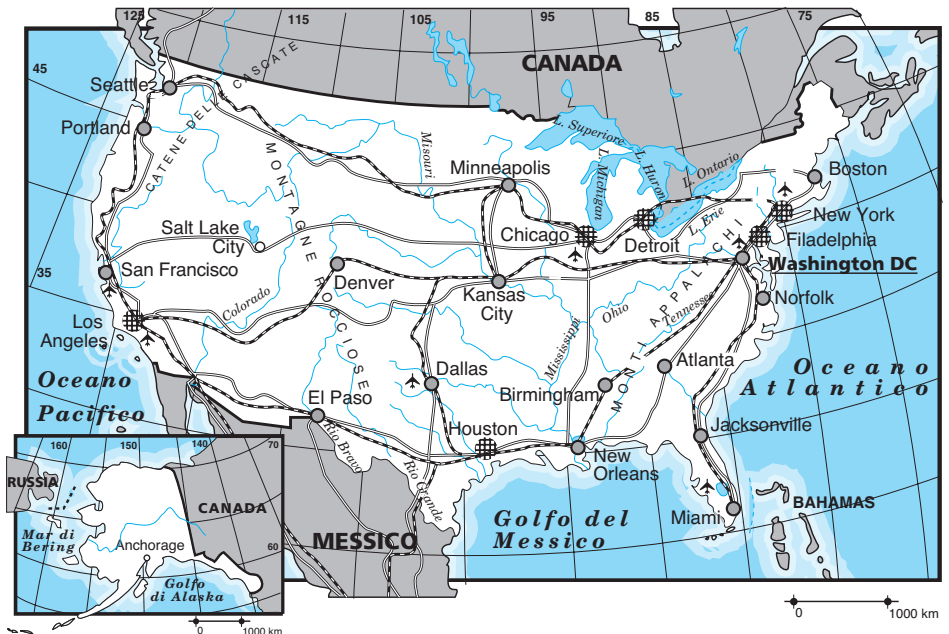 125
115
105
95
85
75
45
35
CANADA
Seattle
Portland
CATENE DEL CASCATE
MONTAGNE ROCCIOSE
Missouri
Minneapolis
L. Superiore
L. Michigan
L. Huron
L. Ontario
L. Erie
Boston
New York
Filadelphia
Washington DC
Norfolk
Salt Lake
City
Chicago
Detroit
San Francisco
Denver
Kansas
City
Colorado
Los
Angeles
Ohio
MONTI APPALACHI
Tennessee
Mississippi
Atlanta
Birmingham
Dallas
El Paso
Houston
New
Orleans
Jacksonville
Miami
Oceano
Pacifico
Oceano
Atlantico
Rio Bravo
Rio Grande
Golfo del
Messico
MESSICO
BAHAMAS
160
150
140
70
60
RUSSIA
CANADA
Mar di
Bering
Anchorage
Golfo
di Alaska
0
1000 km
0
1000 km